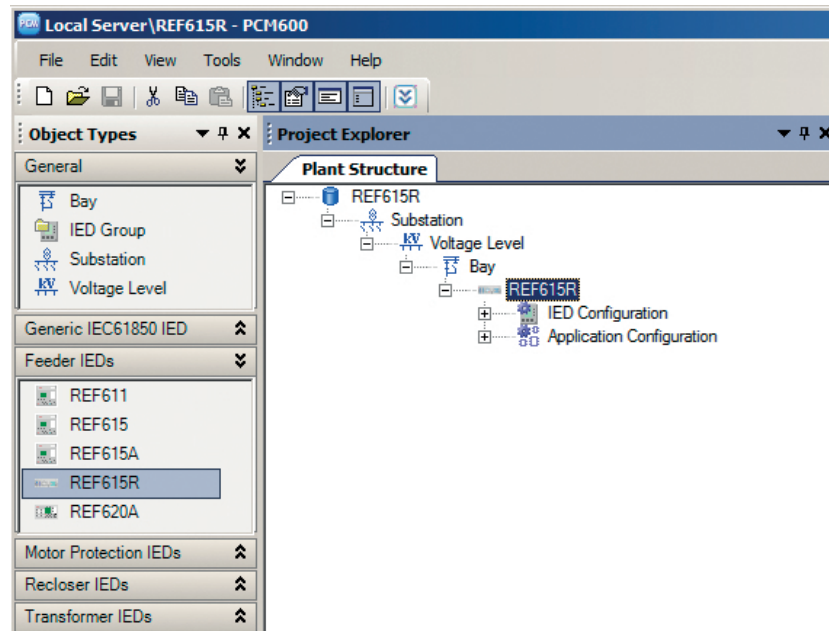 PCM Local Server\REF615R - PCM600
File Edit View Tools Window Help
Object Types
General
Bay
IED Group
Substation
Voltage Level
Generic IEC61850 IED
Feeder IEDs
REF611
REF615
REF615A
REF615R
REF620A
Motor Protection IEDs
Recloser IEDs
Transformer IEDs
Project Explorer
Plant Structure
REF615R
Substation
kV Voltage Level
Bay
REF615R
IED Configuration
Application Configuration